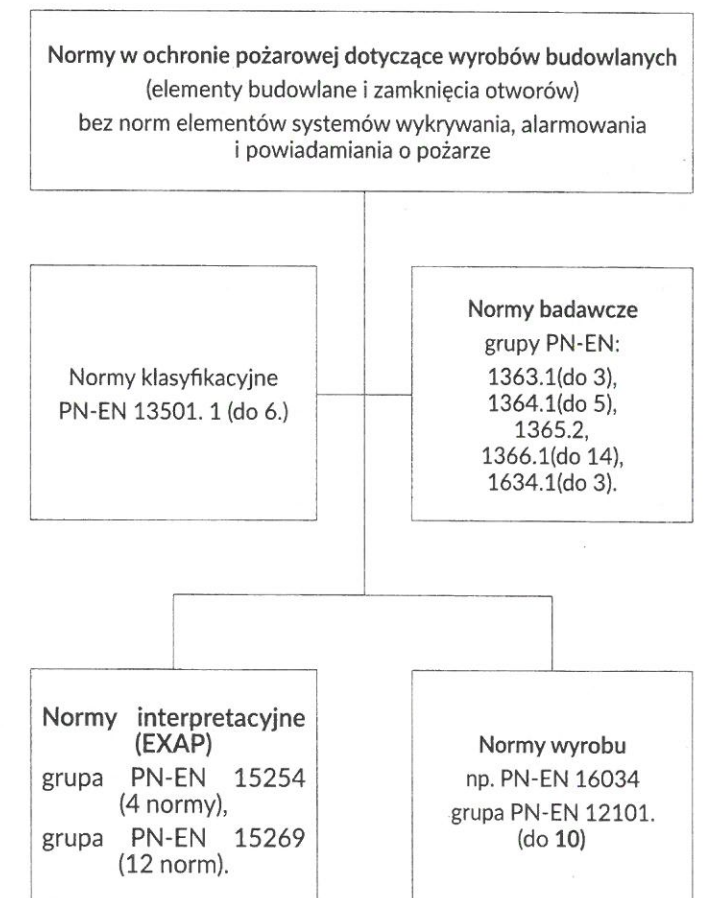 Normy w ochronie pożarowej dotyczące wyrobów budowlanych
(elementy budowlane i zamknięcia otworów)
bez norm elementów systemów wykrywania, alarmowania
i powiadamiania o pożarze
Normy klasyfikacyjne
PN-EN 13501. 1 (do 6.)
Normy badawcze
grupy PN-EN:
1363.1(do 3),
1364.1(do 5),
1365.2,
1366.1(do 14),
1634.1(do 3).
Normy interpretacyjne
(EXAP)
grupa PN-EN 15254
(4 normy),
grupa PN-EN 15269
(12 norm).
Normy wyrobu
np. PN-EN 16034
grupa PN-EN 12101.
(do 10)